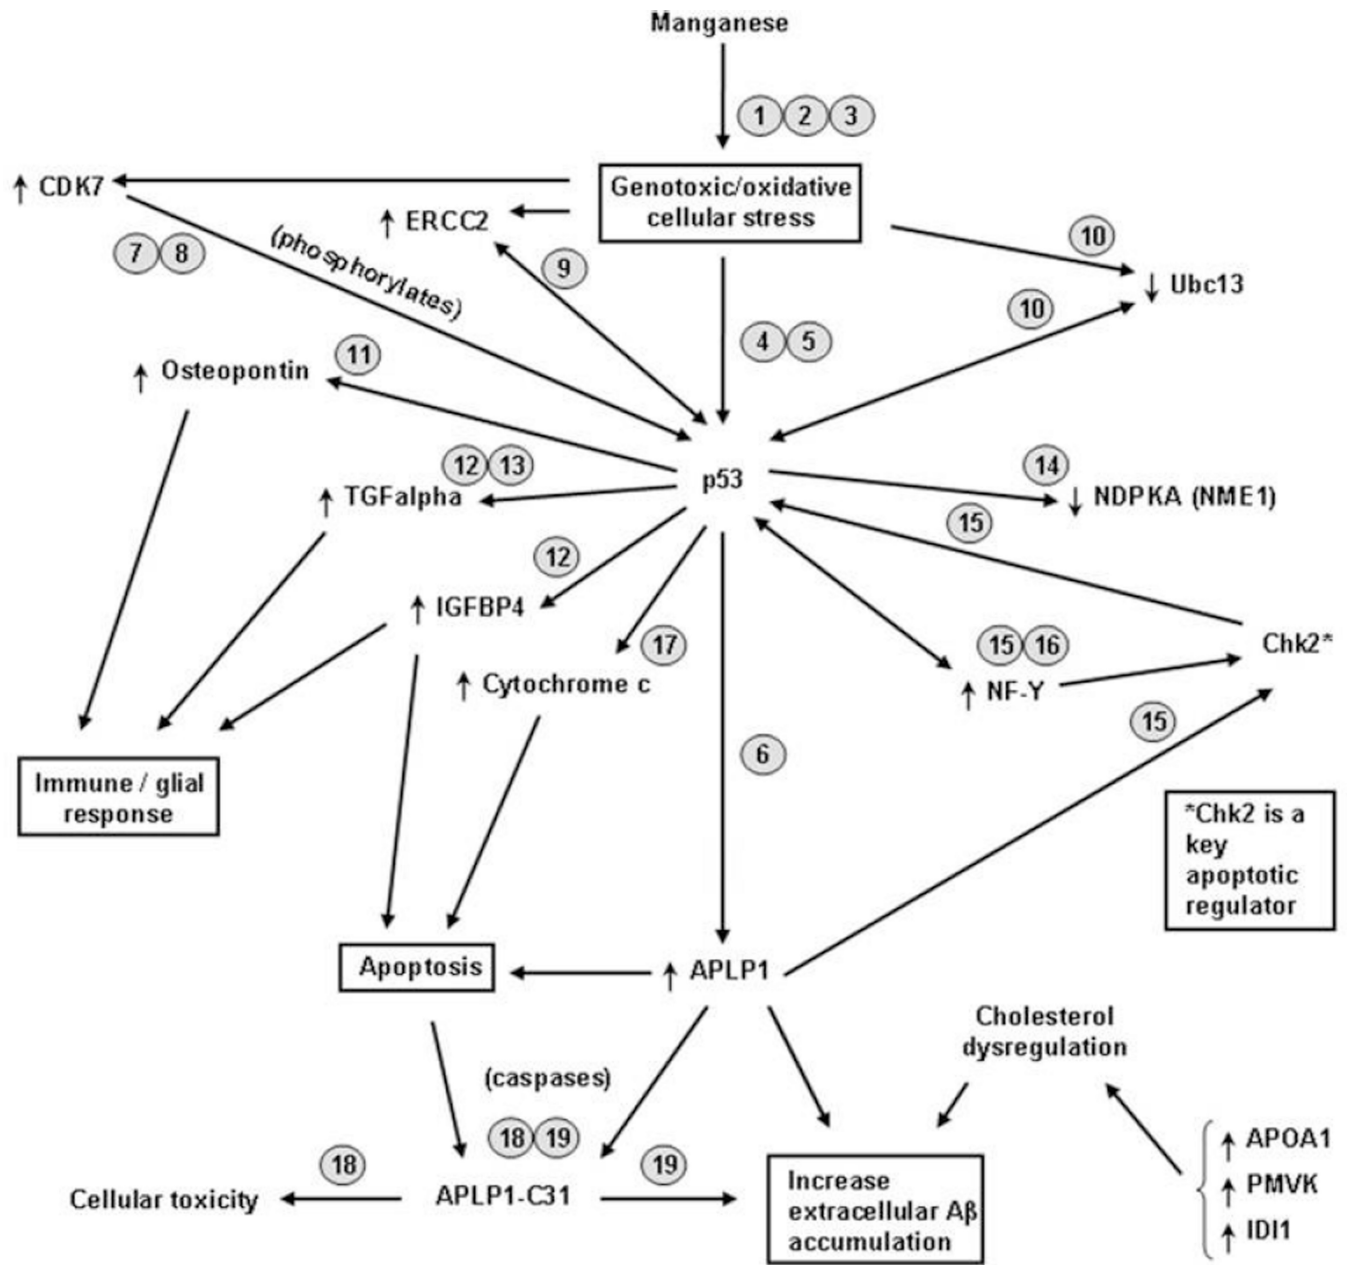 Manganese
1 2 3
Genotoxic/oxidative
cellular stress
↑ CDK7
↑ ERCC2
10
7 8
(phosphorylates)
9
↓ Ubc13
10
4 5
11
↑ Osteopontin
12 13
p53
14
↑ TGFalpha
↓ NDPKA (NME1)
15
12
↑ IGFBP4
17
15 16
Chk2*
↑ Cytochrome c
↑ NF-Y
15
6
Immune / glial
response
*Chk2 is a
key
apoptotic
regulator
Apoptosis
↑ APLP1
Cholesterol
dysregulation
(caspases)
18 19
18
19
Cellular toxicity
APLP1-C31
Increase
extracellular Aβ
accumulation
↑ APOA1
↑ PMVK
↑ IDI1